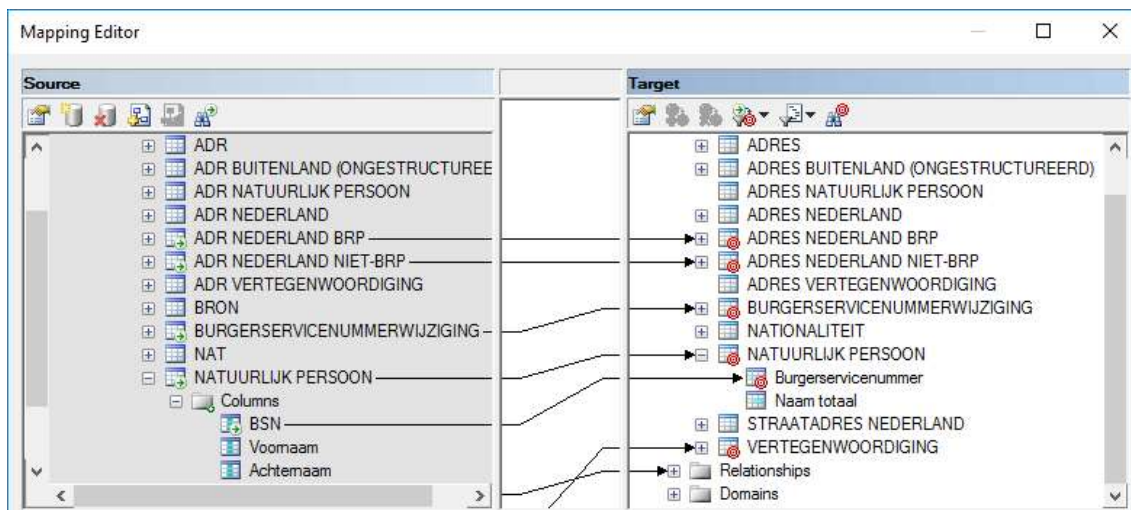 Mapping Editor
Source
ADR
ADR BUITENLAND (ONGESTRUCTUREE
ADR NATUURLIJK PERSOON
ADR NEDERLAND
ADR NEDERLAND BRP
ADR NEDERLAND NIET-BRP
ADR VERTEGENWOORDIGING
BRON
BURGERSERVICENUMMERWIJZIGING
NAT
NATUURLIJK PERSOON
Columns
BSN
Voornaam
Achternaam
Target
ADRES
ADRES BUITENLAND (ONGESTRUCTUREERD)
ADRES NATUURLIJK PERSOON
ADRES NEDERLAND
ADRES NEDERLAND BRP
ADRES NEDERLAND NIET-BRP
ADRES VERTEGENWOORDIGING
BURGERSERVICENUMMERWIJZIGING
NATIONALITEIT
NATUURLIJK PERSOON
Burgerservicenummer
Naam totaal
STRAATADRES NEDERLAND
VERTEGENWOORDIGING
Relationships
Domains